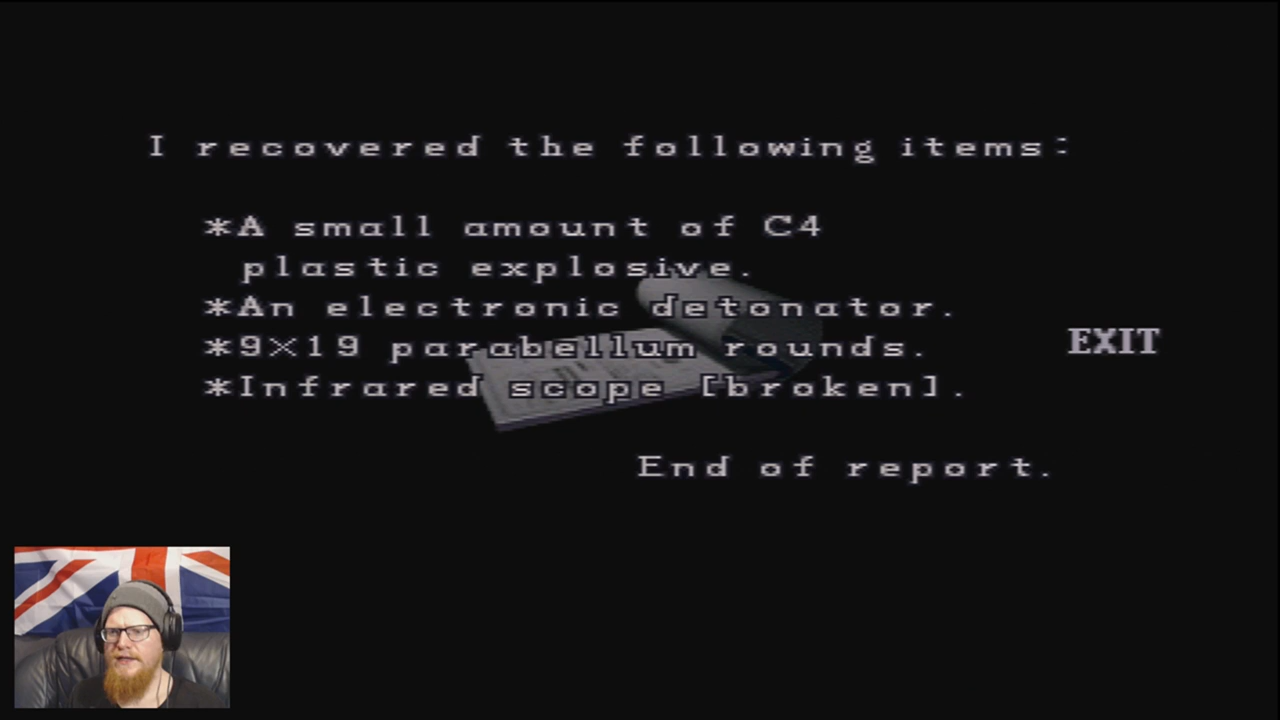 I recovered the following items:
*A small amount of C4
plastic explosive.
*An electronic detonator.
*9×19 parabellum rounds.
EXIT
*Infrared scope [broken].
End of report.